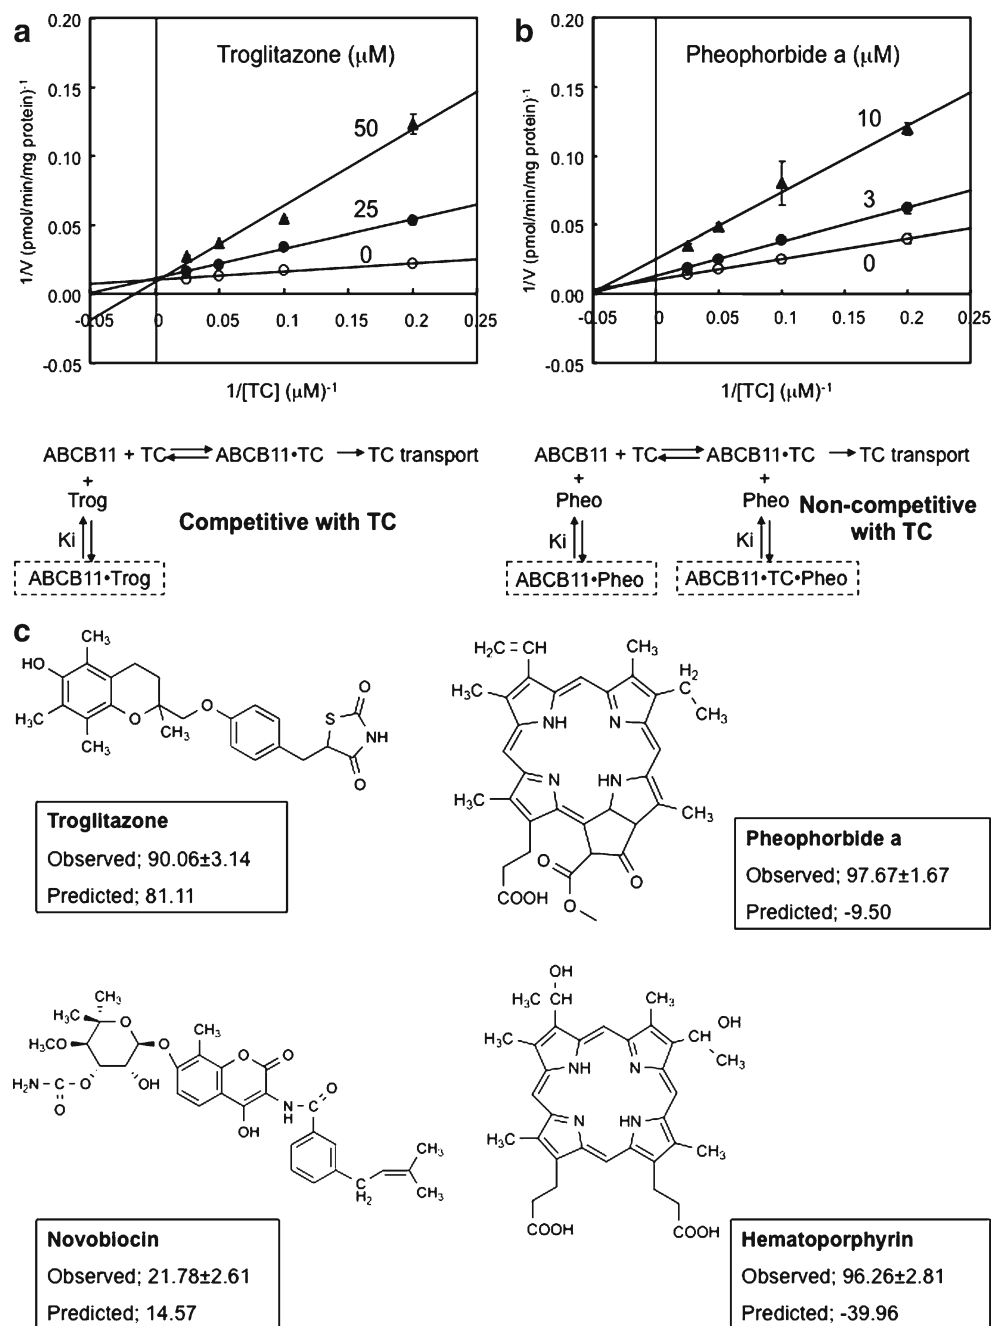 a
b
Troglitazone (μM)
Pheophorbide a (μM)
1/V (pmol/min/mg protein)-1
0.20
0.15
0.10
0.05
0.00
-0.05
50
25
0
-0.05 0 0.05 0.1 0.15 0.2 0.25
1/[TC] (μM)-1
1/V (pmol/min/mg protein)-1
0.20
0.15
0.10
0.05
0.00
-0.05
10
3
0
-0.05 0 0.05 0.1 0.15 0.2 0.25
1/[TC] (μM)-1
ABCB11 + TC ABCB11•TC TC transport
+
Trog
Ki
ABCB11•Trog
Competitive with TC
ABCB11 + TC ABCB11•TC TC transport
+ +
Pheo Pheo
Ki Ki
ABCB11•Pheo ABCB11•TC•Pheo
Non-competitive
with TC
c
CH3
HO
H3C
CH3
O
CH3
O
S
O
NH
O
Troglitazone
Observed; 90.06±3.14
Predicted; 81.11
H2C=CH
CH3
H2
C
CH3
H3C
NH
N
N
HN
H3C
CH3
O
O
O
COOH
Pheophorbide a
Observed; 97.67±1.67
Predicted; -9.50
CH3
H3C
O
H3CO
O
CH3
O
O
H2N
C
O
O
OH
OH
N
H
C
O
CH3
CH3
C
H2
Novobiocin
Observed; 21.78±2.61
Predicted; 14.57
OH
H3C
CH
CH3
OH
CH
CH3
H3C
NH
N
N
HN
H3C
CH3
COOH
COOH
Hematoporphyrin
Observed; 96.26±2.81
Predicted; -39.96